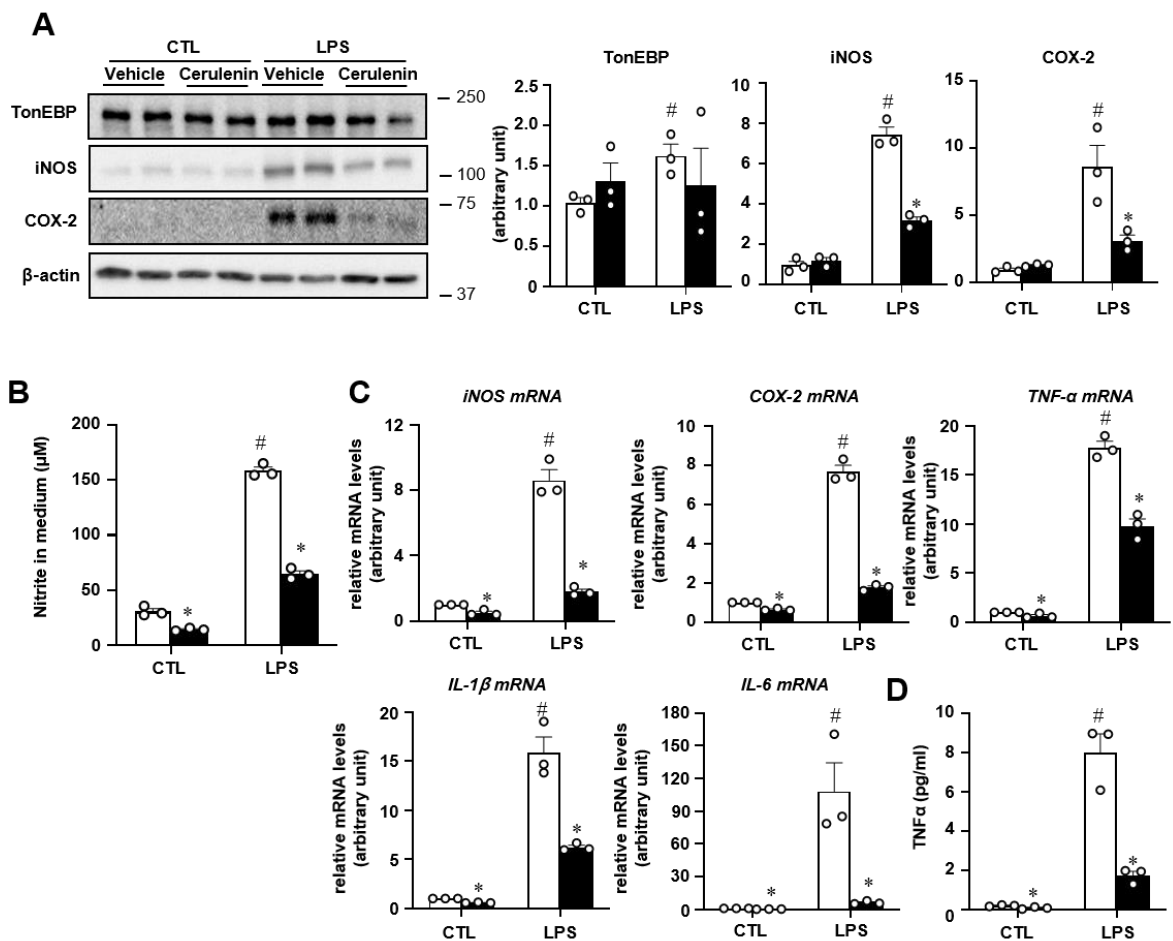 A
CTL LPS
Vehicle Cerulenin Vehicle Cerulenin
TonEBP
iNOS
COX-2
β-actin
250
100
75
37
TonEBP
(arbitrary unit)
2.5
2.0
1.5
1.0
0.5
0.0
#
CTL LPS
iNOS
10
8
6
4
2
0
#
*
CTL LPS
COX-2
15
10
5
0
#
*
CTL LPS
B
Nitrite in medium (μM)
200
150
100
50
0
*
#
*
CTL LPS
C
iNOS mRNA
relative mRNA levels
(arbitrary unit)
12
8
4
0
*
#
*
CTL LPS
COX-2 mRNA
relative mRNA levels
(arbitrary unit)
10
8
6
4
2
0
*
#
*
CTL LPS
TNF-α mRNA
relative mRNA levels
(arbitrary unit)
20
15
10
5
0
*
#
*
CTL LPS
IL-1β mRNA
relative mRNA levels
(arbitrary unit)
20
15
10
5
0
*
#
*
CTL LPS
IL-6 mRNA
relative mRNA levels
(arbitrary unit)
180
150
120
90
60
30
0
*
#
*
CTL LPS
D
TNFα (pg/ml)
10
8
6
4
2
0
*
#
*
CTL LPS